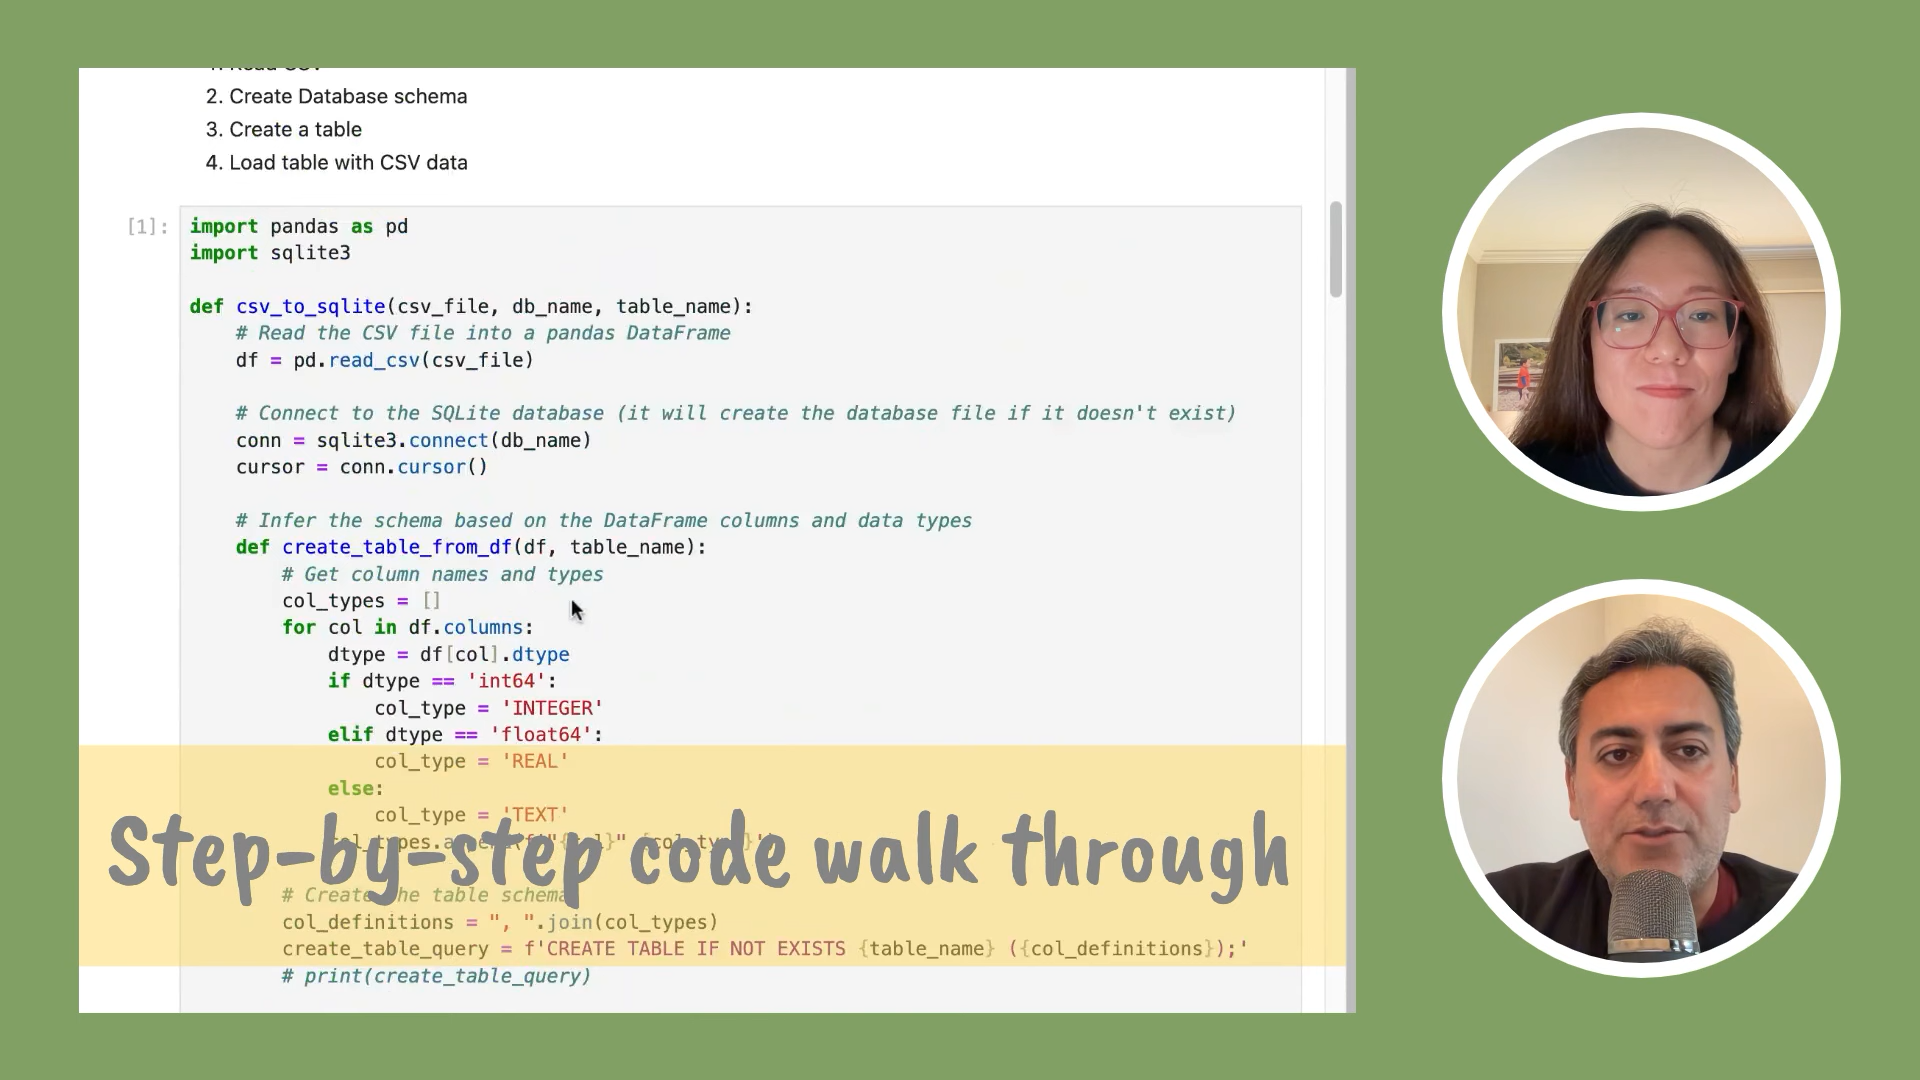 2. Create Database schema
3. Create a table
4. Load table with CSV data
[1]:
import pandas as pd
import sqlite3
def csv_to_sqlite(csv_file, db_name, table_name):
# Read the CSV file into a pandas DataFrame
df = pd.read_csv(csv_file)
# Connect to the SQLite database (it will create the database file if it doesn't exist)
conn = sqlite3.connect(db_name)
cursor = conn.cursor()
# Infer the schema based on the DataFrame columns and data types
def create_table_from_df(df, table_name):
# Get column names and types
col_types = []
for col in df.columns:
dtype = df[col].dtype
if dtype == 'int64':
col_type = 'INTEGER'
elif dtype == 'float64':
col_type = 'REAL'
else:
col_type = 'TEXT'
Step-by-step code walk through
# Create the table schema
col_definitions = ", ".join(col_types)
create_table_query = f'CREATE TABLE IF NOT EXISTS {table_name} ({col_definitions});'
# print(create_table_query)